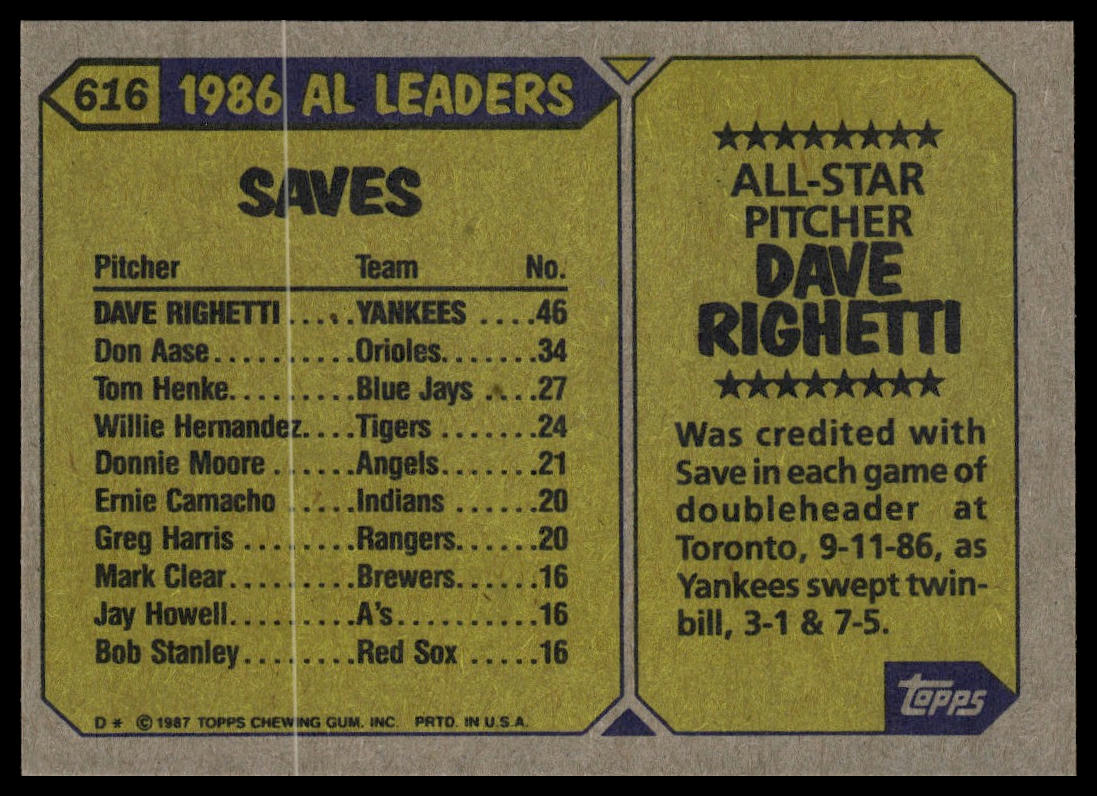 616 1986 AL LEADERS
SAVES
Pitcher Team No.
DAVE RIGHETTI.....YANKEES ....46
Don Aase..........Orioles.......34
Tom Henke.........Blue Jays ....27
Willie Hernandez....Tigers .......24
Donnie Moore ......Angels.......21
Ernie Camacho .....Indians .....20
Greg Harris ........Rangers......20
Mark Clear.........Brewers......16
Jay Howell.........A's..........16
Bob Stanley........Red Sox .....16
D * © 1987 TOPPS CHEWING GUM, INC. PRTD. IN U.S.A.
★★★★★★★★
ALL-STAR
PITCHER
DAVE
RIGHETTI
★★★★★★★★
Was credited with
Save in each game of
doubleheader at
Toronto, 9-11-86, as
Yankees swept twin-
bill, 3-1 & 7-5.
topps